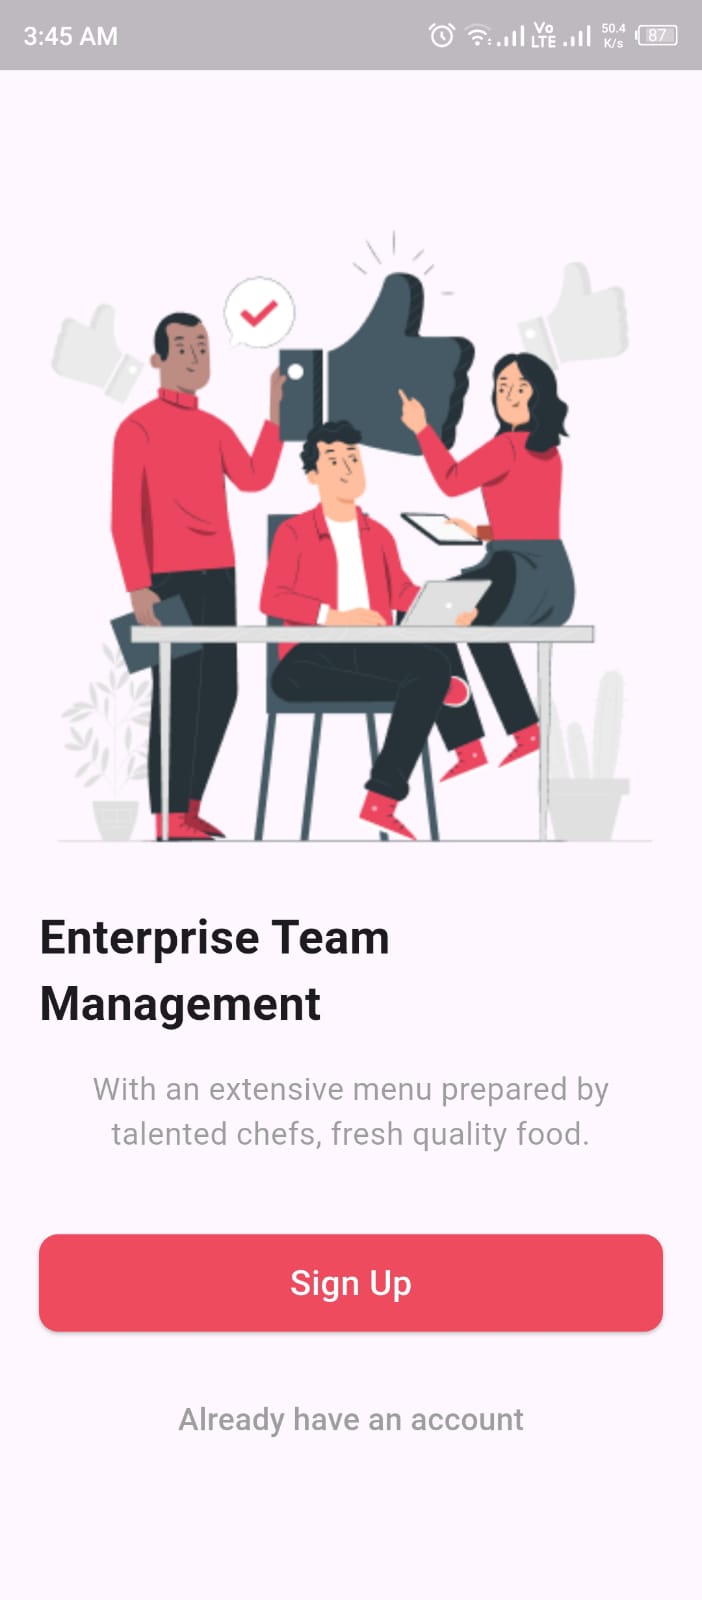 3:45 AM Vo LTE 50.4 K/s 87
Enterprise Team
Management
With an extensive menu prepared by
talented chefs, fresh quality food.
Sign Up
Already have an account